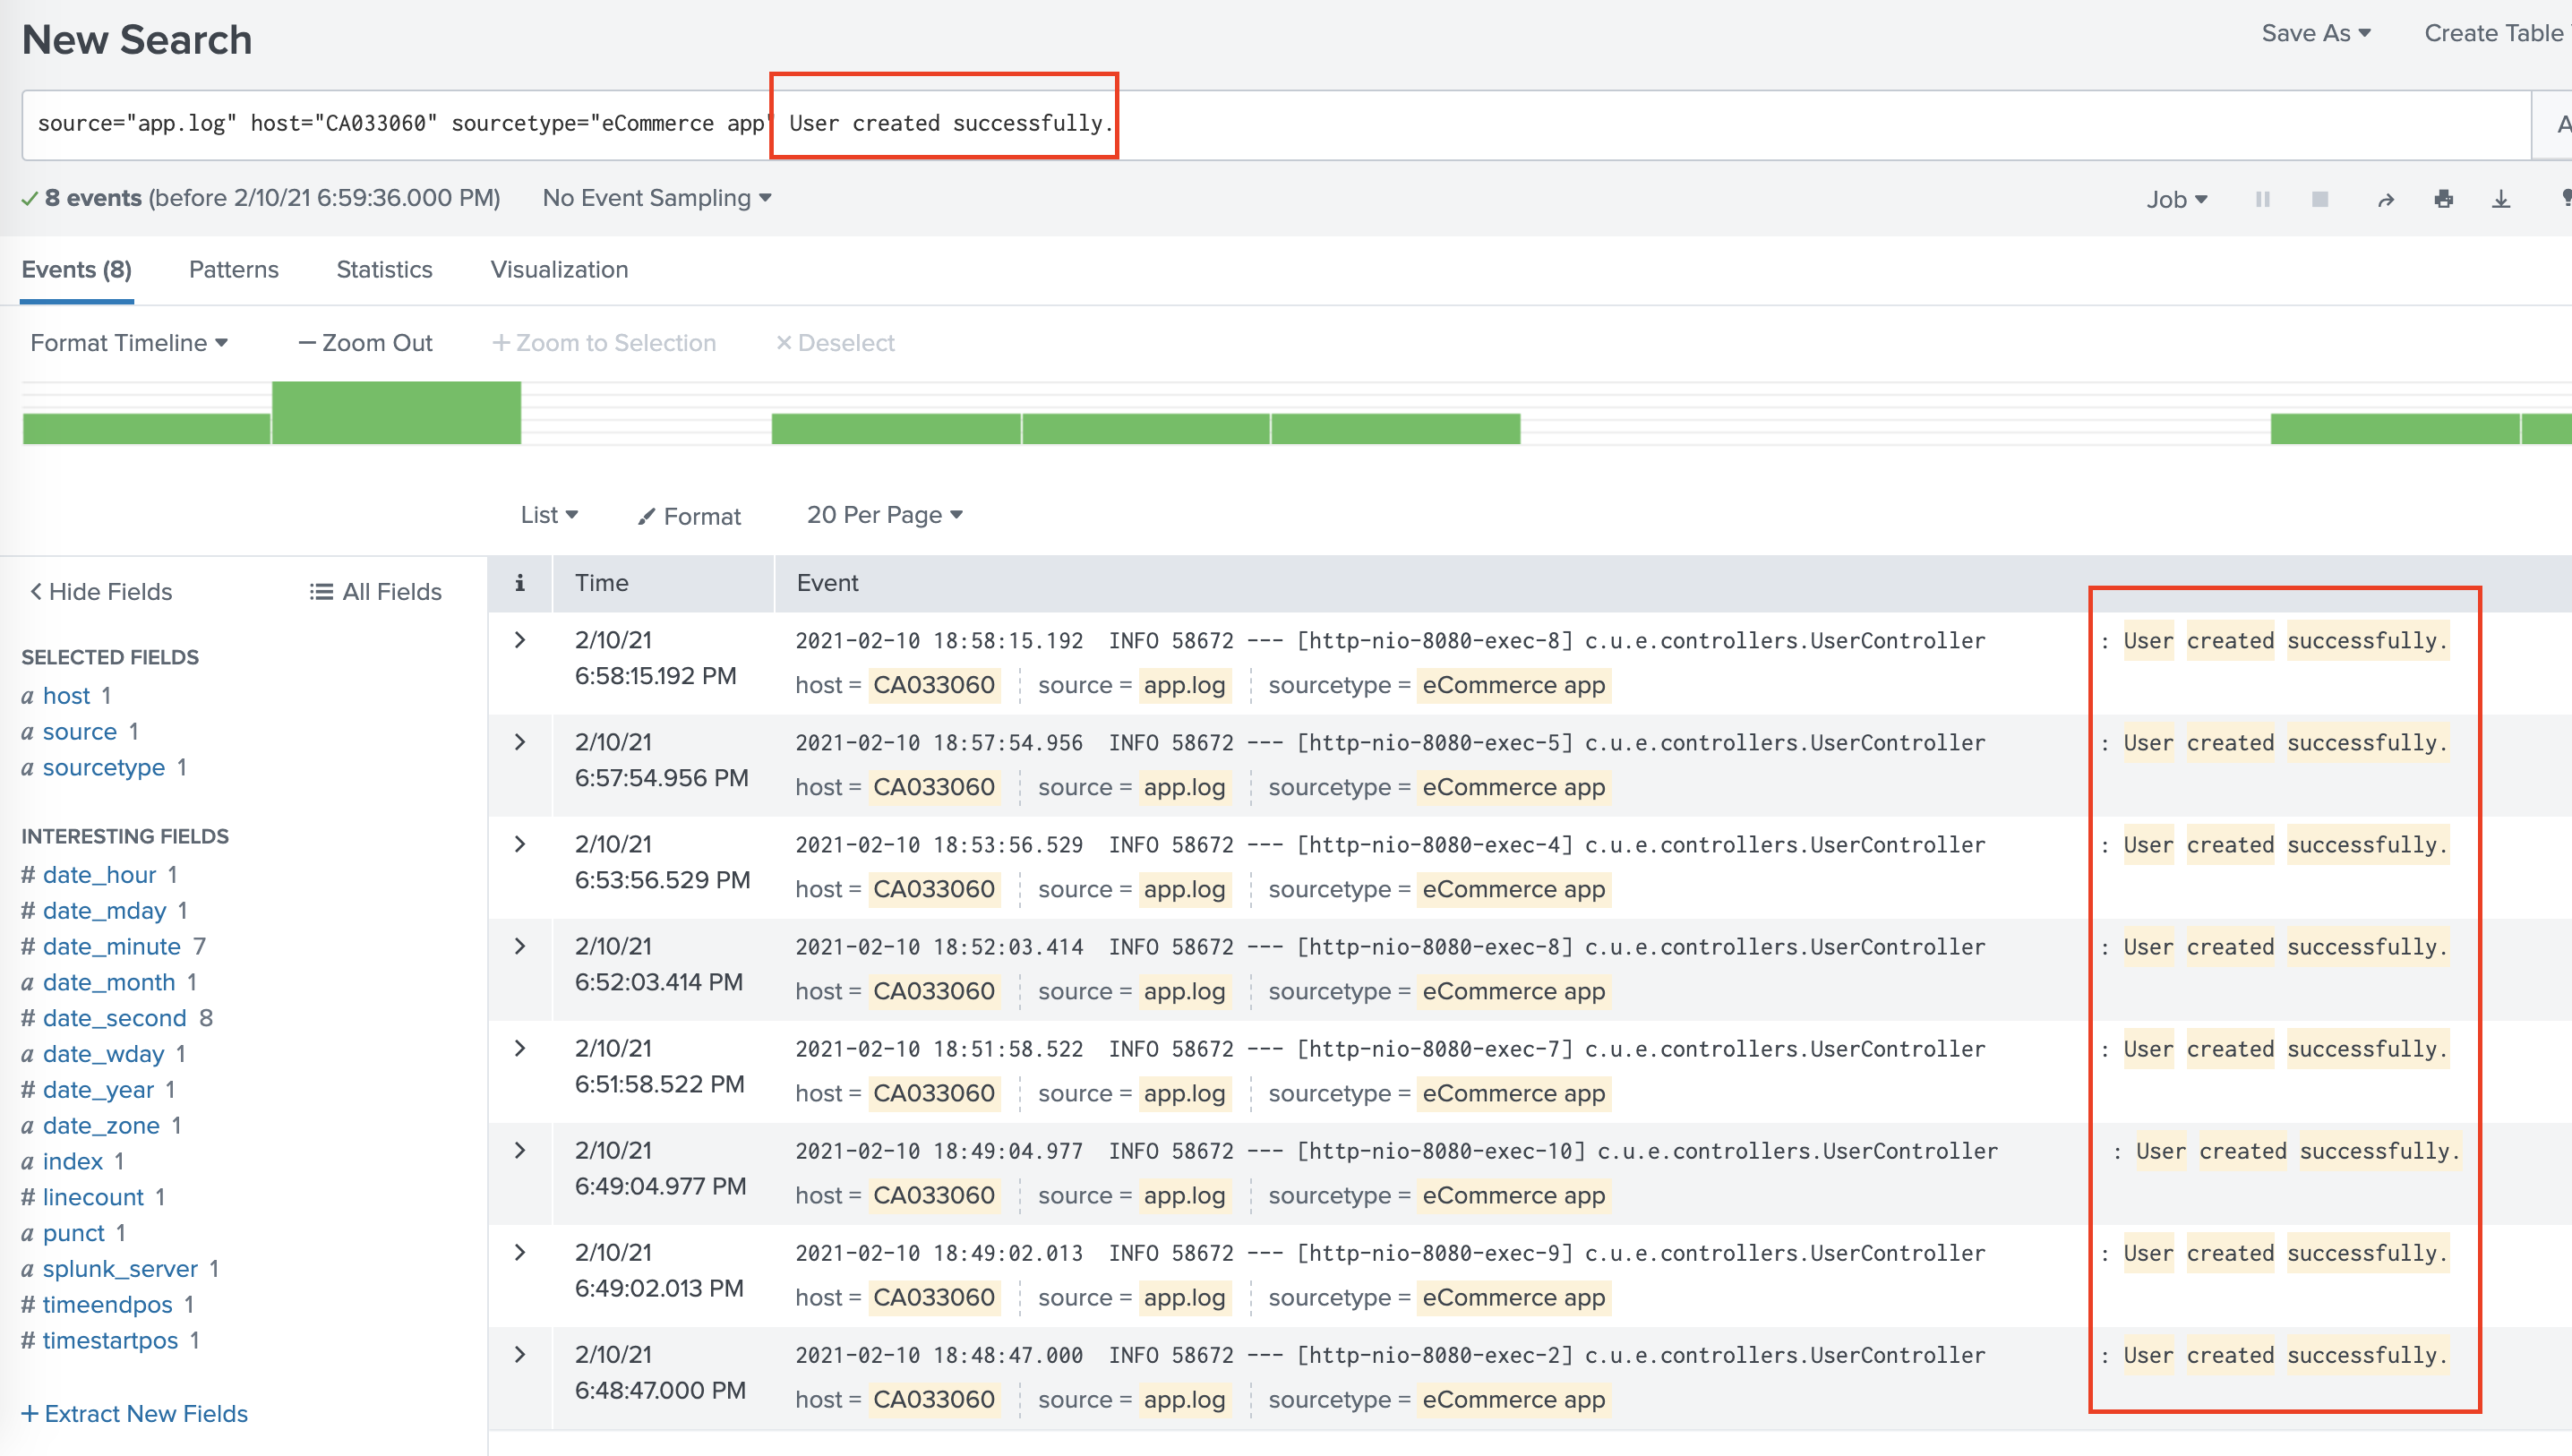 New Search
Save As
Create Table
source="app.log" host="CA033060" sourcetype="eCommerce app" User created successfully.
8 events (before 2/10/21 6:59:36.000 PM)
No Event Sampling
Job
Events (8)
Patterns
Statistics
Visualization
Format Timeline
— Zoom Out
+ Zoom to Selection
× Deselect
List
Format
20 Per Page
< Hide Fields
All Fields
i
Time
Event
SELECTED FIELDS
a host 1
a source 1
a sourcetype 1
INTERESTING FIELDS
# date_hour 1
# date_mday 1
# date_minute 7
a date_month 1
# date_second 8
a date_wday 1
# date_year 1
a date_zone 1
a index 1
# linecount 1
a punct 1
a splunk_server 1
# timeendpos 1
# timestartpos 1
+ Extract New Fields
> 2/10/21 2021-02-10 18:58:15.192 INFO 58672 --- [http-nio-8080-exec-8] c.u.e.controllers.UserController : User created successfully.
6:58:15.192 PM host = CA033060 source = app.log sourcetype = eCommerce app
> 2/10/21 2021-02-10 18:57:54.956 INFO 58672 --- [http-nio-8080-exec-5] c.u.e.controllers.UserController : User created successfully.
6:57:54.956 PM host = CA033060 source = app.log sourcetype = eCommerce app
> 2/10/21 2021-02-10 18:53:56.529 INFO 58672 --- [http-nio-8080-exec-4] c.u.e.controllers.UserController : User created successfully.
6:53:56.529 PM host = CA033060 source = app.log sourcetype = eCommerce app
> 2/10/21 2021-02-10 18:52:03.414 INFO 58672 --- [http-nio-8080-exec-8] c.u.e.controllers.UserController : User created successfully.
6:52:03.414 PM host = CA033060 source = app.log sourcetype = eCommerce app
> 2/10/21 2021-02-10 18:51:58.522 INFO 58672 --- [http-nio-8080-exec-7] c.u.e.controllers.UserController : User created successfully.
6:51:58.522 PM host = CA033060 source = app.log sourcetype = eCommerce app
> 2/10/21 2021-02-10 18:49:04.977 INFO 58672 --- [http-nio-8080-exec-10] c.u.e.controllers.UserController : User created successfully.
6:49:04.977 PM host = CA033060 source = app.log sourcetype = eCommerce app
> 2/10/21 2021-02-10 18:49:02.013 INFO 58672 --- [http-nio-8080-exec-9] c.u.e.controllers.UserController : User created successfully.
6:49:02.013 PM host = CA033060 source = app.log sourcetype = eCommerce app
> 2/10/21 2021-02-10 18:48:47.000 INFO 58672 --- [http-nio-8080-exec-2] c.u.e.controllers.UserController : User created successfully.
6:48:47.000 PM host = CA033060 source = app.log sourcetype = eCommerce app